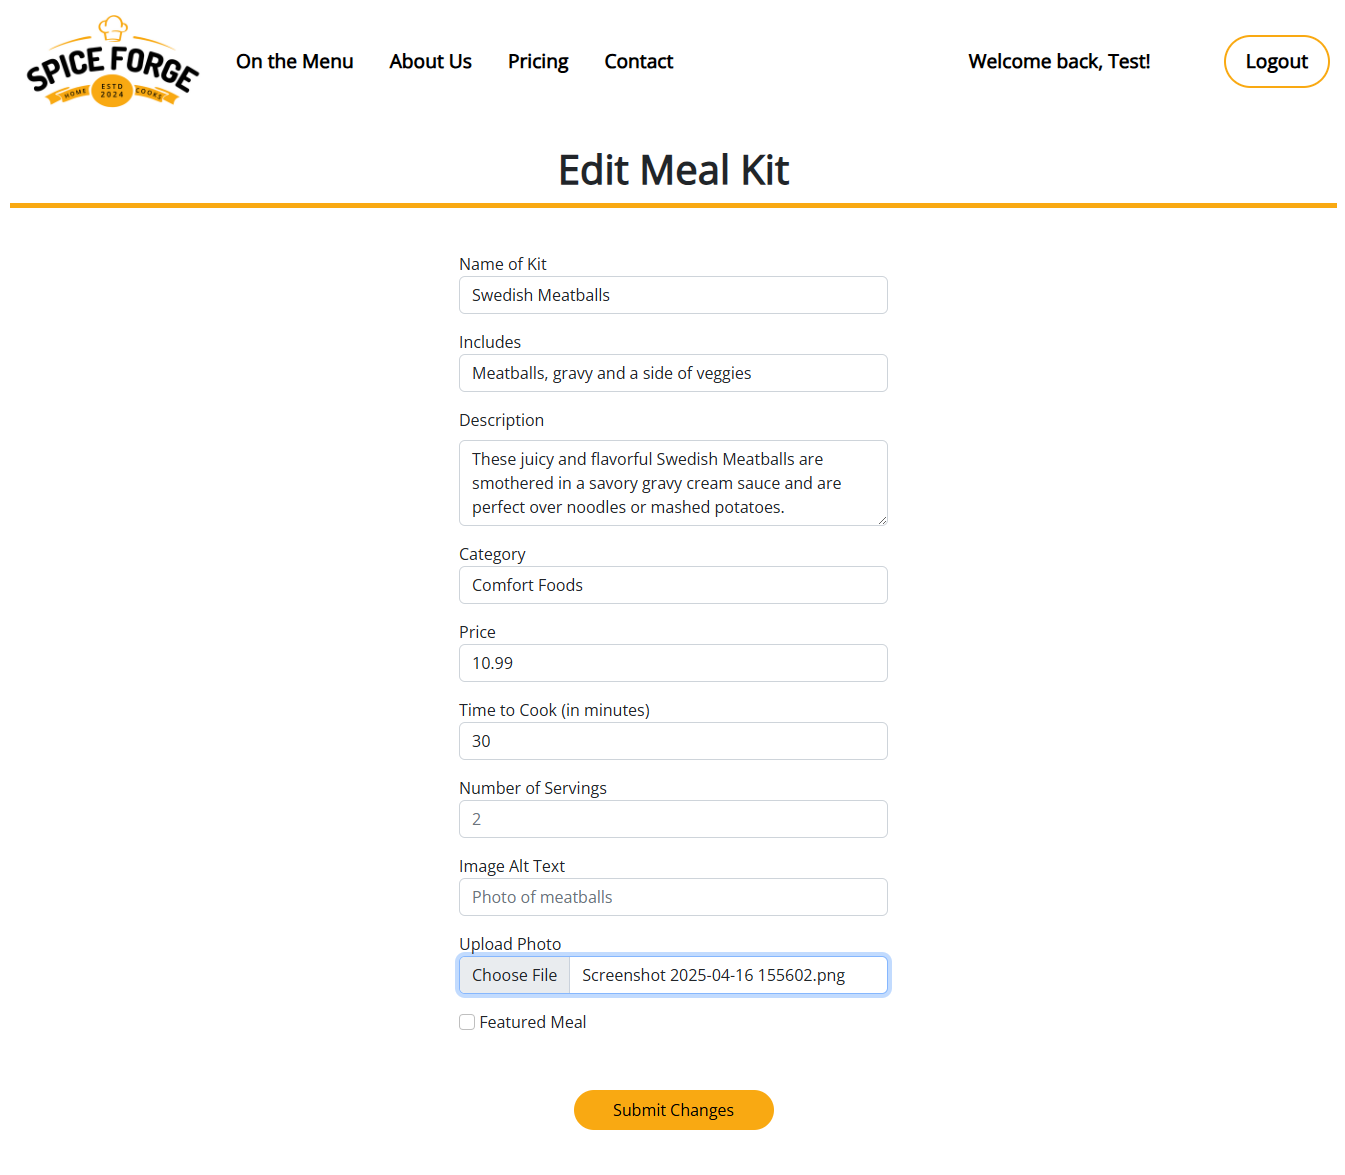 SPICE FORGE
HOME ESTD 2024 COOKS
On the Menu
About Us
Pricing
Contact
Welcome back, Test!
Logout
Edit Meal Kit
Name of Kit
Swedish Meatballs
Includes
Meatballs, gravy and a side of veggies
Description
These juicy and flavorful Swedish Meatballs are
smothered in a savory gravy cream sauce and are
perfect over noodles or mashed potatoes.
Category
Comfort Foods
Price
10.99
Time to Cook (in minutes)
30
Number of Servings
2
Image Alt Text
Photo of meatballs
Upload Photo
Choose File Screenshot 2025-04-16 155602.png
Featured Meal
Submit Changes